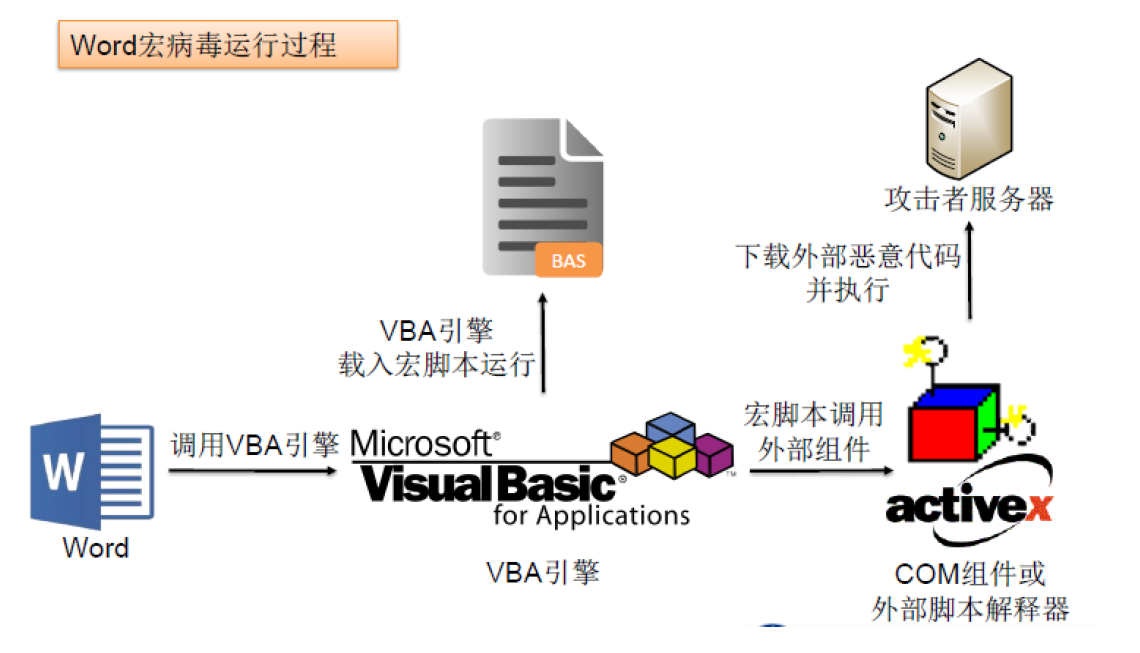 Word宏病毒运行过程
攻击者服务器
BAS
下载外部恶意代码
并执行
VBA引擎
载入宏脚本运行
W
调用VBA引擎
Microsoft®
Visual Basic®
for Applications
TM
宏脚本调用
外部组件
activex
Word
VBA引擎
COM组件或
外部脚本解释器